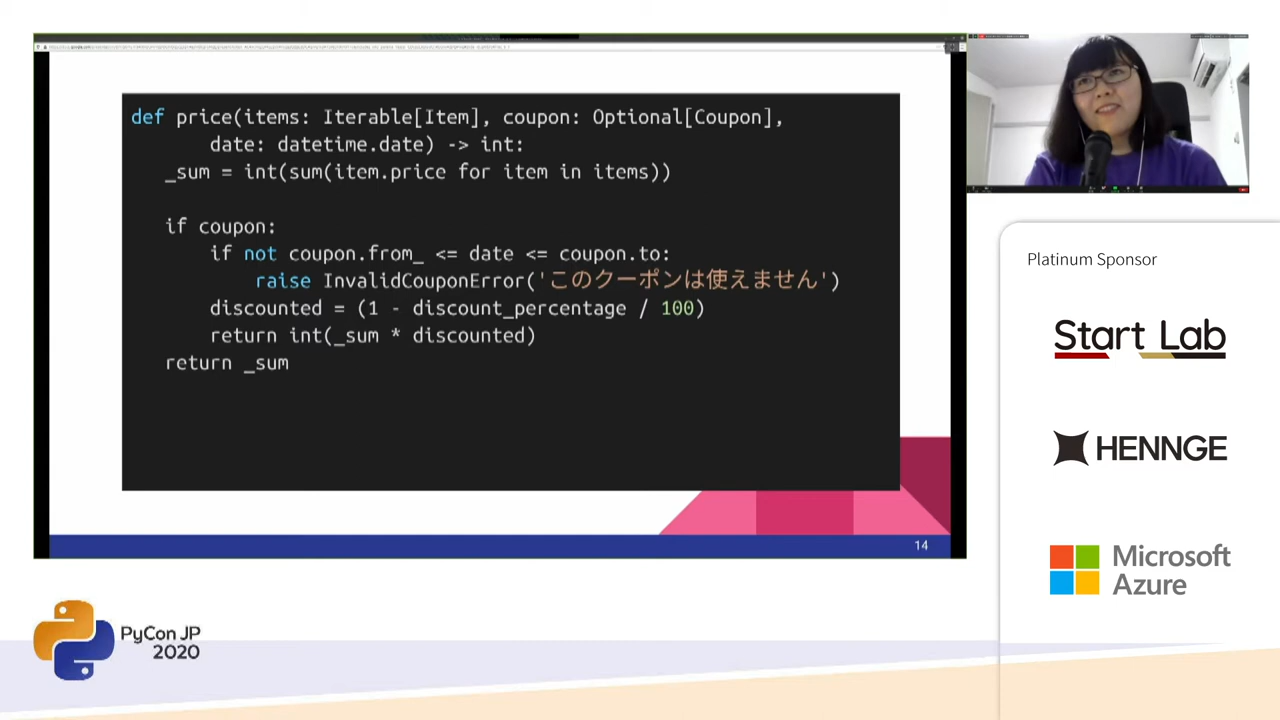 def price(items: Iterable[Item], coupon: Optional[Coupon],
date: datetime.date) -> int:
_sum = int(sum(item.price for item in items))
if coupon:
if not coupon.from_ <= date <= coupon.to:
raise InvalidCouponError('このクーポンは使えません')
discounted = (1 - discount_percentage / 100)
return int(_sum * discounted)
return _sum
14
Platinum Sponsor
Start Lab
HENNGE
Microsoft
Azure
PyCon JP
2020